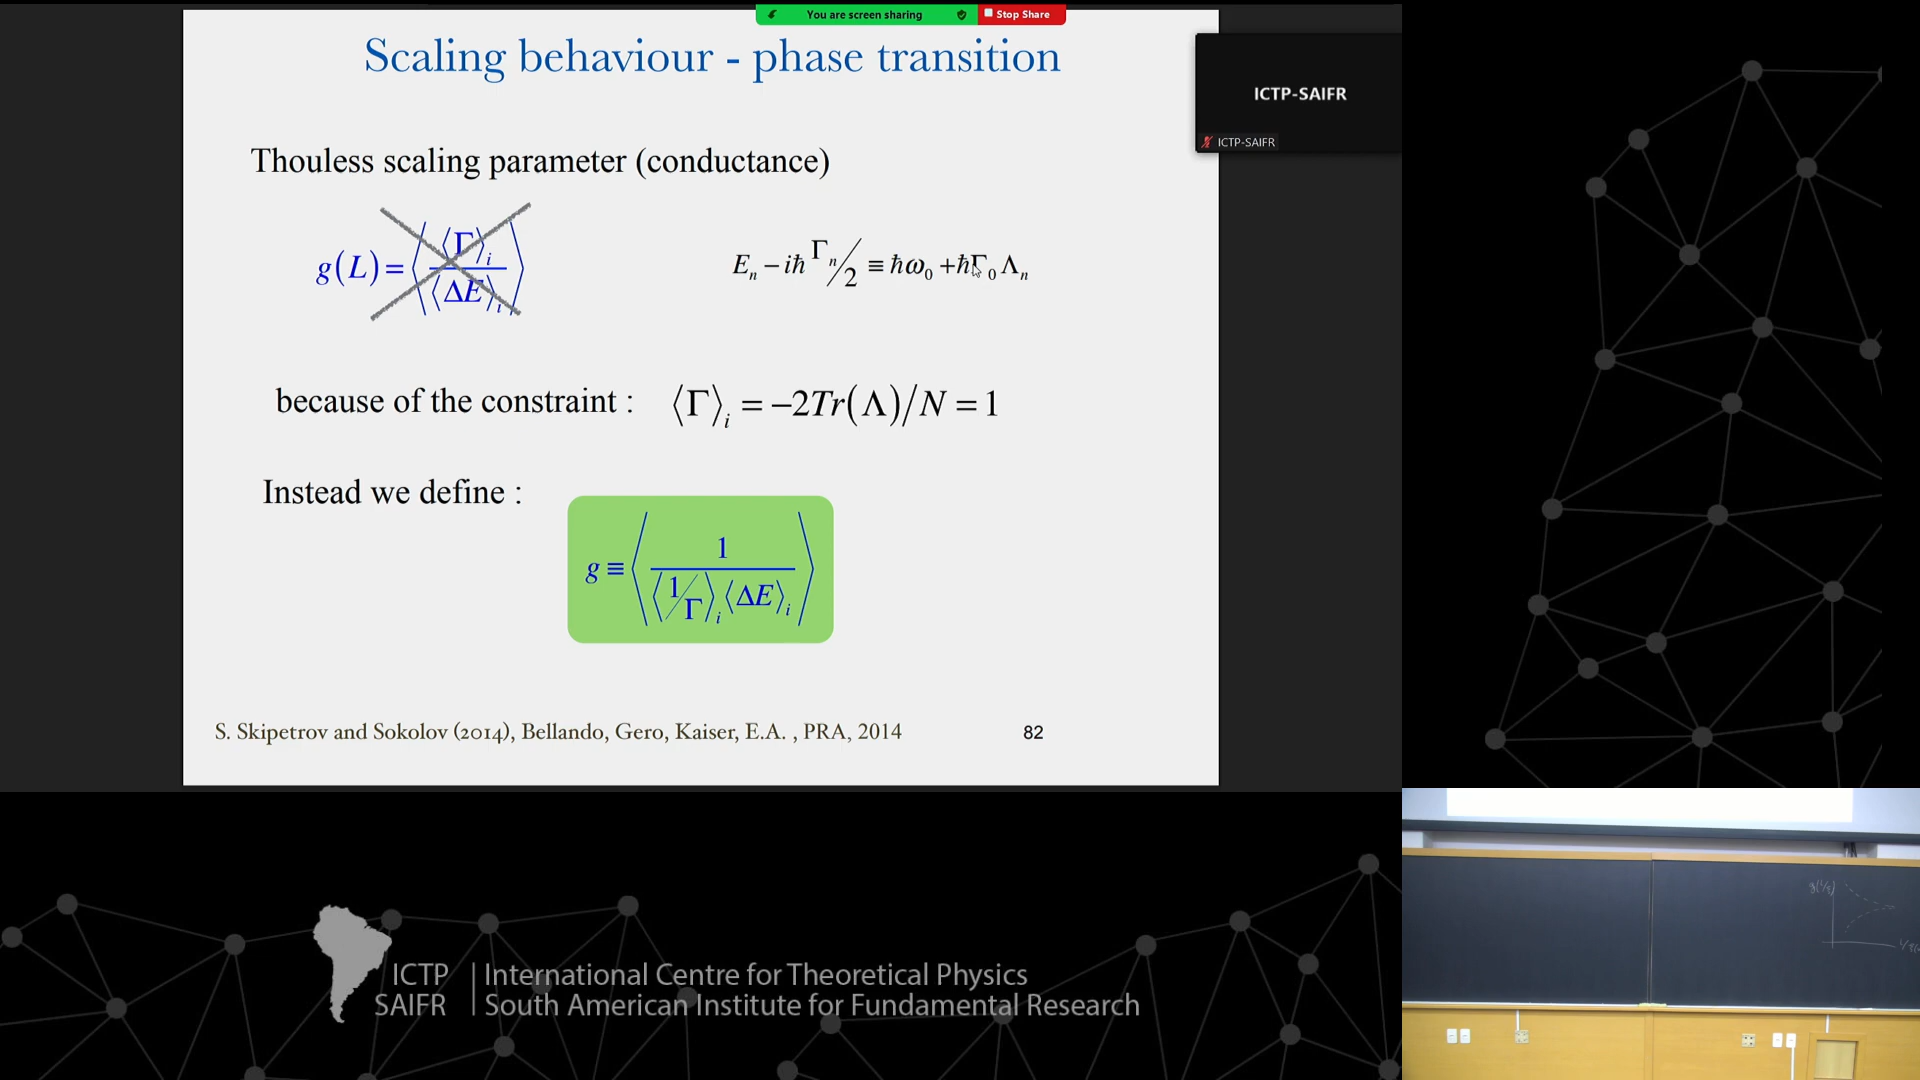 You are screen sharing
Stop Share
Scaling behaviour - phase transition
ICTP-SAIFR
ICTP-SAIFR
Thouless scaling parameter (conductance)
g(L)=⟨⟨Γ⟩ᵢ/⟨ΔE⟩ᵢ⟩
Eₙ − iħ Γₙ/2 ≡ ħω₀ + ħΓ₀Λₙ
because of the constraint : ⟨Γ⟩ᵢ = −2Tr(Λ)/N = 1
Instead we define :
g ≡ ⟨1/(⟨1/Γ⟩ᵢ⟨ΔE⟩ᵢ)⟩
S. Skipetrov and Sokolov (2014), Bellando, Gero, Kaiser, E.A. , PRA, 2014
82
ICTP | International Centre for Theoretical Physics
SAIFR | South American Institute for Fundamental Research